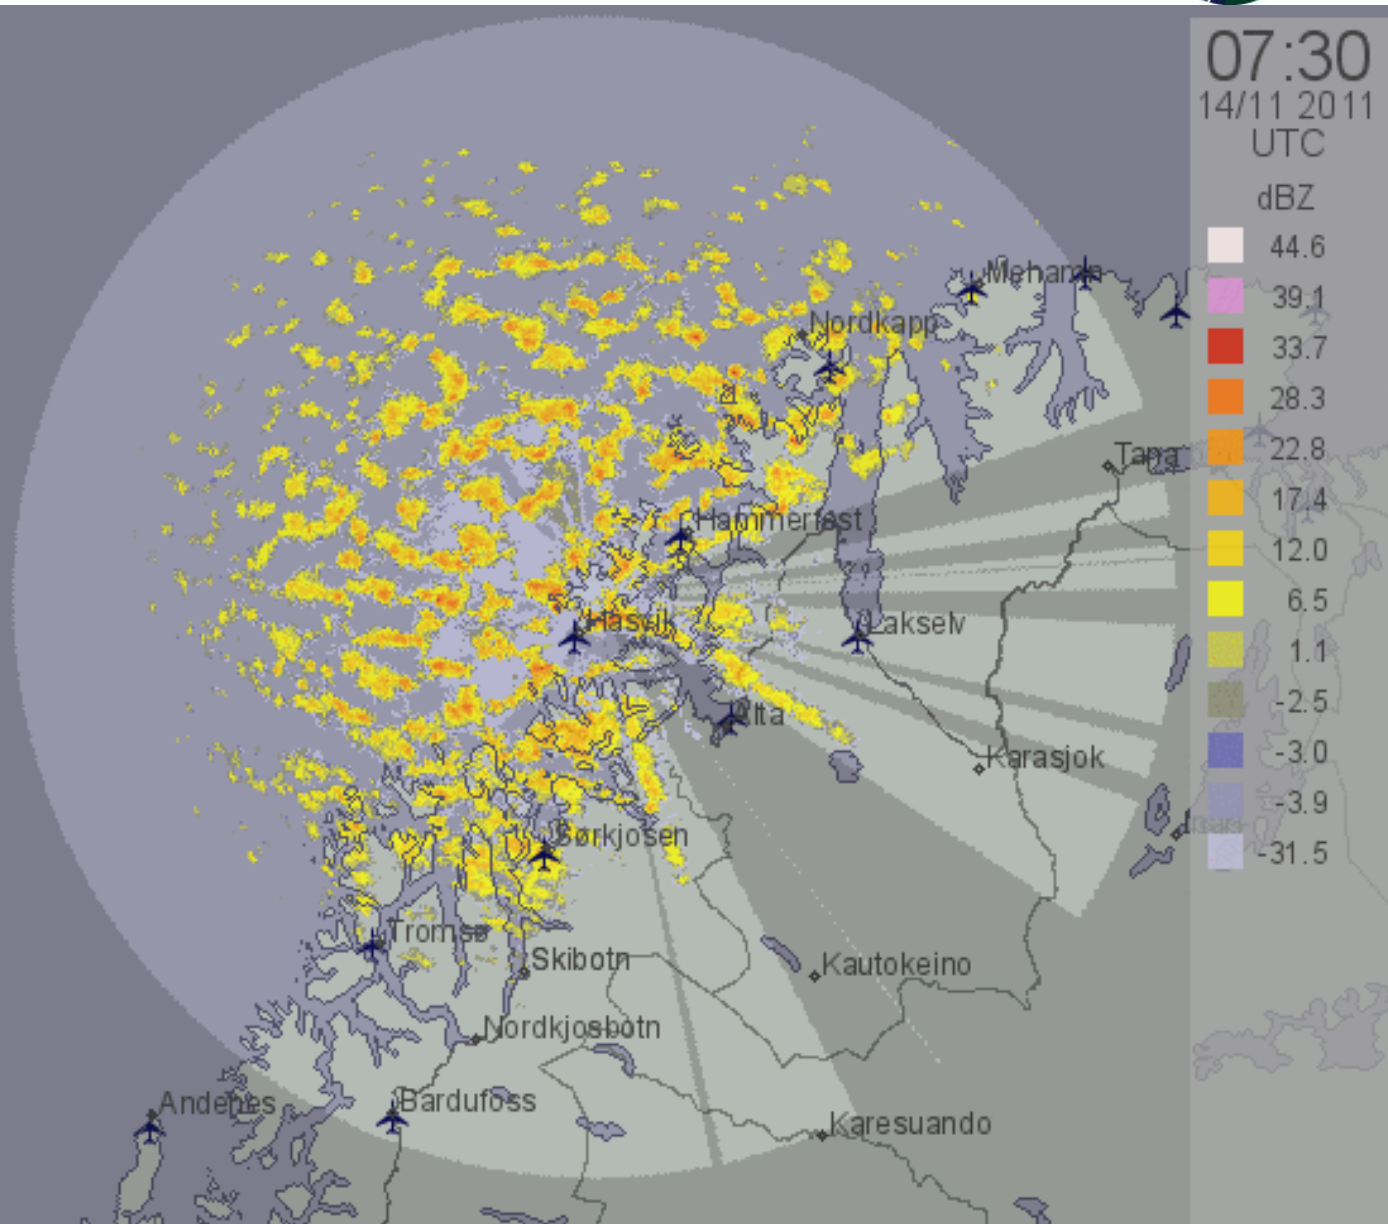 07:30
14/11 2011
UTC
dBZ
44.6
39.1
33.7
28.3
22.8
17.4
12.0
6.5
1.1
-2.5
-3.0
-3.9
-31.5
Mehamn
Nordkapp
Tana
Hammerfest
Hasvik
Lakselv
Alta
Karasjok
Sørkjosen
Tromsø
Skibotn
Kautokeino
Nordkjosbotn
Andenes
Bardufoss
Karesuando